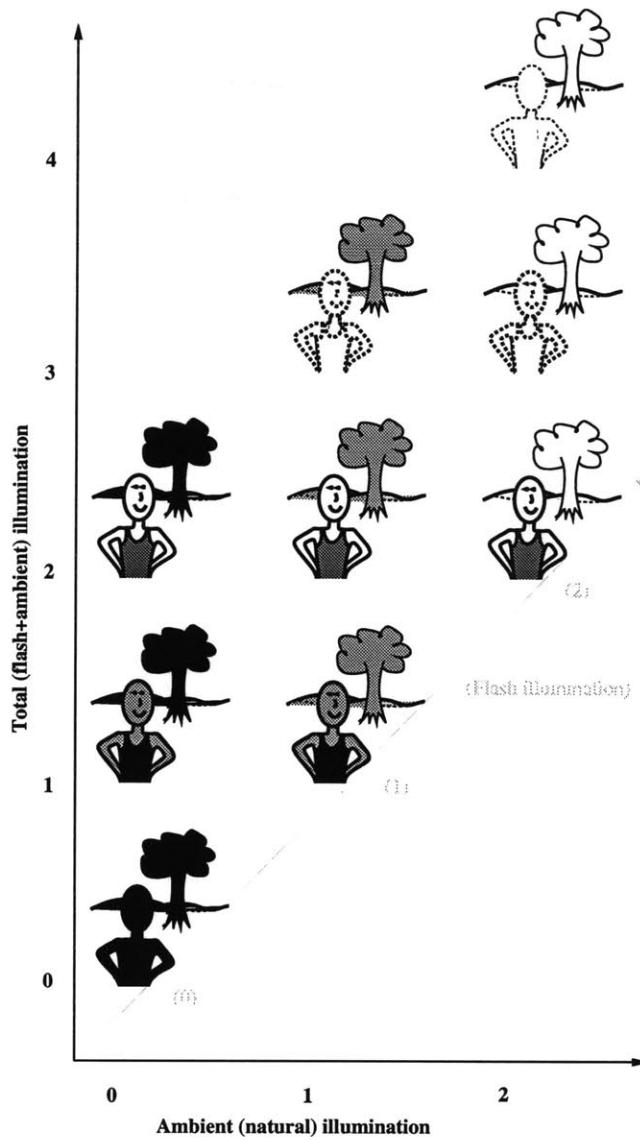 4
3
Total (flash+ambient) illumination
2
(2)
(Flash illumination)
1
(1)
0
(0)
0 1 2
Ambient (natural) illumination